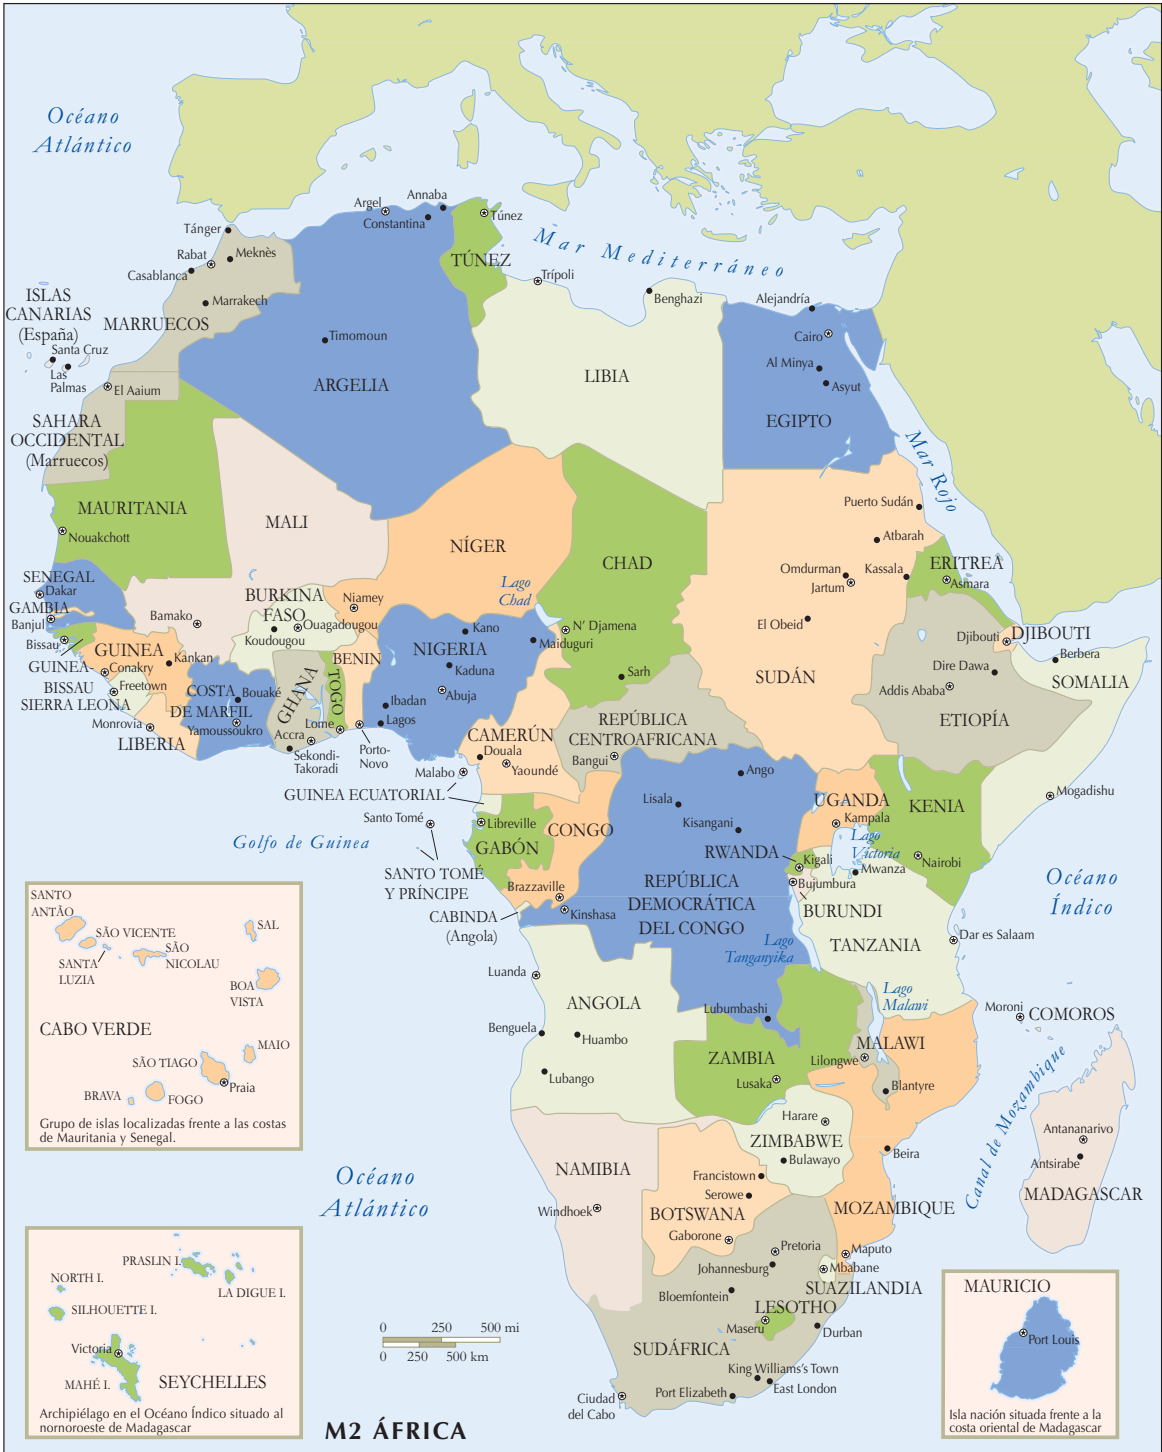 Océano
Atlántico
Argel
Annaba
Constantina
Túnez
TÚNEZ
Tánger
Rabat
Meknès
Casablanca
Marrakech
MARRUECOS
Mar Mediterráneo
Trípoli
Benghazi
Alejandría
Cairo
Al Minya
Asyut
EGIPTO
ISLAS
CANARIAS
(España)
Santa Cruz
Las
Palmas
El Aaium
Timomoun
ARGELIA
LIBIA
SAHARA
OCCIDENTAL
(Marruecos)
Mar Rojo
MAURITANIA
Nouakchott
MALI
NÍGER
CHAD
Puerto Sudán
Atbarah
Omdurman
Jartum
Kassala
ERITREA
Asmara
SENEGAL
Dakar
GAMBIA
Banjul
Bissau
GUINEA-
BISSAU
GUINEA
Conakry
Kankan
Freetown
SIERRA LEONA
Monrovia
LIBERIA
Bamako
BURKINA
FASO
Ouagadougou
Koudougou
Niamey
Lago
Chad
N' Djamena
Maiduguri
Kano
NIGERIA
Kaduna
Abuja
Ibadan
Lagos
BENIN
TOGO
GHANA
COSTA
DE MARFIL
Bouaké
Yamoussoukro
Lome
Accra
Sekondi-
Takoradi
Porto-
Novo
Sarh
El Obeid
SUDÁN
Djibouti
DJIBOUTI
Dire Dawa
Berbera
Addis Ababa
SOMALIA
ETIOPÍA
REPÚBLICA
CENTROAFRICANA
Bangui
CAMERÚN
Douala
Yaoundé
Malabo
GUINEA ECUATORIAL
Santo Tomé
Golfo de Guinea
SANTO TOMÉ
Y PRÍNCIPE
Libreville
GABÓN
CONGO
Brazzaville
Kinshasa
CABINDA
(Angola)
Ango
Lisala
Kisangani
REPÚBLICA
DEMOCRÁTICA
DEL CONGO
UGANDA
Kampala
KENIA
Nairobi
Mogadishu
Lago
Victoria
RWANDA
Kigali
Mwanza
Bujumbura
BURUNDI
TANZANIA
Dar es Salaam
Océano
Índico
Lago
Tanganyika
Lago
Malawi
Luanda
ANGOLA
Benguela
Huambo
Lubango
Lubumbashi
ZAMBIA
Lusaka
MALAWI
Lilongwe
Blantyre
Moroni
COMOROS
Canal de Mozambique
Antananarivo
Antsirabe
MADAGASCAR
Harare
ZIMBABWE
Bulawayo
Beira
MOZAMBIQUE
Océano
Atlántico
NAMIBIA
Windhoek
Francistown
Serowe
BOTSWANA
Gaborone
Pretoria
Johannesburg
Maputo
Mbabane
SUAZILANDIA
Bloemfontein
LESOTHO
Maseru
Durban
SUDÁFRICA
King Williams's Town
East London
Port Elizabeth
Ciudad
del Cabo
SANTO
ANTÃO
SÃO VICENTE
SANTA
LUZIA
SÃO
NICOLAU
SAL
BOA
VISTA
CABO VERDE
SÃO TIAGO
MAIO
Praia
BRAVA
FOGO
Grupo de islas localizadas frente a las costas
de Mauritania y Senegal.
PRASLIN I.
NORTH I.
LA DIGUE I.
SILHOUETTE I.
Victoria
MAHÉ I.
SEYCHELLES
Archipiélago en el Océano Índico situado al
nornoroeste de Madagascar
0 250 500 mi
0 250 500 km
M2 ÁFRICA
MAURICIO
Port Louis
Isla nación situada frente a la
costa oriental de Madagascar